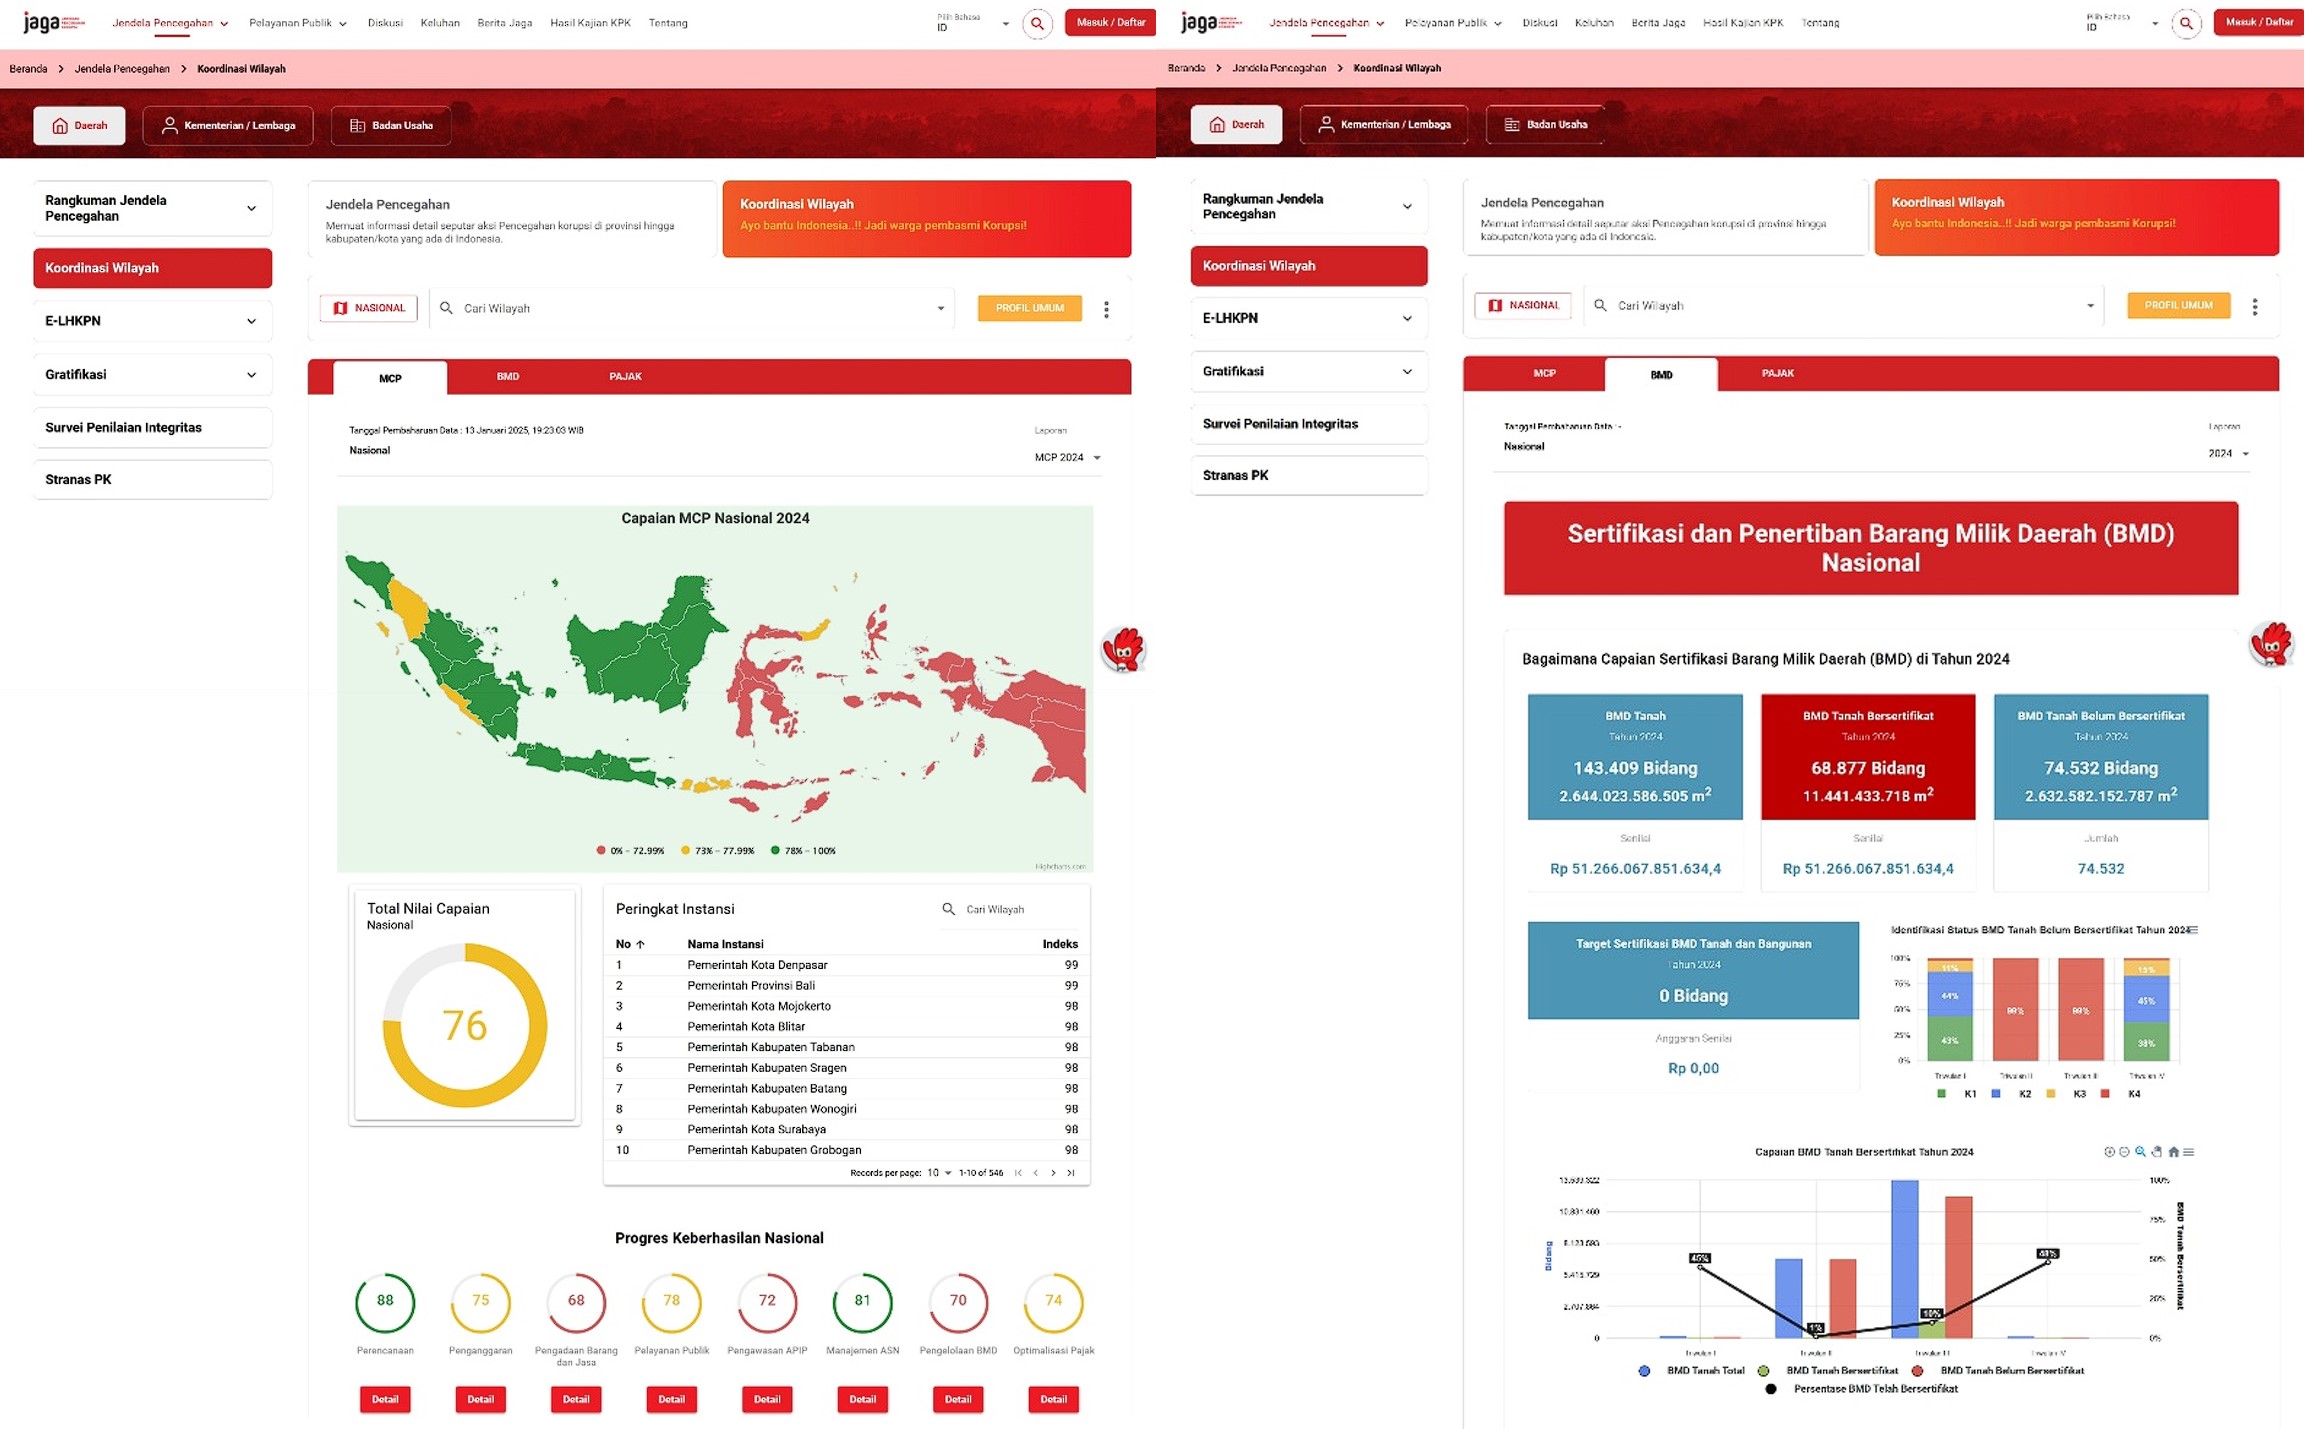 jaga
Jendela Pencegahan
Pelayanan Publik
Diskusi
Keluhan
Berita Jaga
Hasil Kajian KPK
Tentang
Pilih Bahasa
ID
Masuk / Daftar
Beranda > Jendela Pencegahan > Koordinasi Wilayah
Daerah
Kementerian / Lembaga
Badan Usaha
Rangkuman Jendela
Pencegahan
Koordinasi Wilayah
E-LHKPN
Gratifikasi
Survei Penilaian Integritas
Stranas PK
Jendela Pencegahan
Memuat informasi detail seputar aksi Pencegahan korupsi di provinsi hingga
kabupaten/kota yang ada di Indonesia.
Koordinasi Wilayah
Ayo bantu Indonesia..!! Jadi warga pembasmi Korupsi!
NASIONAL
Cari Wilayah
PROFIL UMUM
MCP
BMD
PAJAK
Tanggal Pembaharuan Data : 13 Januari 2025, 19:23:03 WIB
Nasional
Laporan
MCP 2024
Capaian MCP Nasional 2024
0% - 72.99%
73% - 77.99%
78% - 100%
Highcharts.com
Total Nilai Capaian
Nasional
76
Peringkat Instansi
Cari Wilayah
No ↑ Nama Instansi Indeks
1 Pemerintah Kota Denpasar 99
2 Pemerintah Provinsi Bali 99
3 Pemerintah Kota Mojokerto 98
4 Pemerintah Kota Blitar 98
5 Pemerintah Kabupaten Tabanan 98
6 Pemerintah Kabupaten Sragen 98
7 Pemerintah Kabupaten Batang 98
8 Pemerintah Kabupaten Wonogiri 98
9 Pemerintah Kota Surabaya 98
10 Pemerintah Kabupaten Grobogan 98
Records per page: 10 1-10 of 546
Progres Keberhasilan Nasional
88 75 68 78 72 81 70 74
Perencanaan
Penganggaran
Pengadaan Barang
dan Jasa
Pelayanan Publik
Pengawasan APIP
Manajemen ASN
Pengelolaan BMD
Optimalisasi Pajak
Detail Detail Detail Detail Detail Detail Detail Detail
jaga
Jendela Pencegahan
Pelayanan Publik
Diskusi
Keluhan
Berita Jaga
Hasil Kajian KPK
Tentang
Pilih Bahasa
ID
Masuk / Daftar
Beranda > Jendela Pencegahan > Koordinasi Wilayah
Daerah
Kementerian / Lembaga
Badan Usaha
Rangkuman Jendela
Pencegahan
Koordinasi Wilayah
E-LHKPN
Gratifikasi
Survei Penilaian Integritas
Stranas PK
Jendela Pencegahan
Memuat informasi detail seputar aksi Pencegahan korupsi di provinsi hingga
kabupaten/kota yang ada di Indonesia.
Koordinasi Wilayah
Ayo bantu Indonesia..!! Jadi warga pembasmi Korupsi!
NASIONAL
Cari Wilayah
PROFIL UMUM
MCP
BMD
PAJAK
Tanggal Pembaharuan Data : -
Nasional
Laporan
2024
Sertifikasi dan Penertiban Barang Milik Daerah (BMD)
Nasional
Bagaimana Capaian Sertifikasi Barang Milik Daerah (BMD) di Tahun 2024
BMD Tanah
Tahun 2024
143.409 Bidang
2.644.023.586.505 m²
Senilai
Rp 51.266.067.851.634,4
BMD Tanah Bersertifikat
Tahun 2024
68.877 Bidang
11.441.433.718 m²
Senilai
Rp 51.266.067.851.634,4
BMD Tanah Belum Bersertifikat
Tahun 2024
74.532 Bidang
2.632.582.152.787 m²
Jumlah
74.532
Target Sertifikasi BMD Tanah dan Bangunan
Tahun 2024
0 Bidang
Anggaran Senilai
Rp 0,00
Identifikasi Status BMD Tanah Belum Bersertifikat Tahun 2024
100%
75%
50%
25%
0%
11% 44% 43%
99%
99%
15% 45% 38%
Triwulan I Triwulan II Triwulan III Triwulan IV
K1 K2 K3 K4
Capaian BMD Tanah Bersertifikat Tahun 2024
Bidang
0
100%
75%
50%
25%
0%
BMD Tanah Bersertifikat
1%
10%
Triwulan I Triwulan II Triwulan III Triwulan IV
BMD Tanah Total
BMD Tanah Bersertifikat
BMD Tanah Belum Bersertifikat
Persentase BMD Telah Bersertifikat